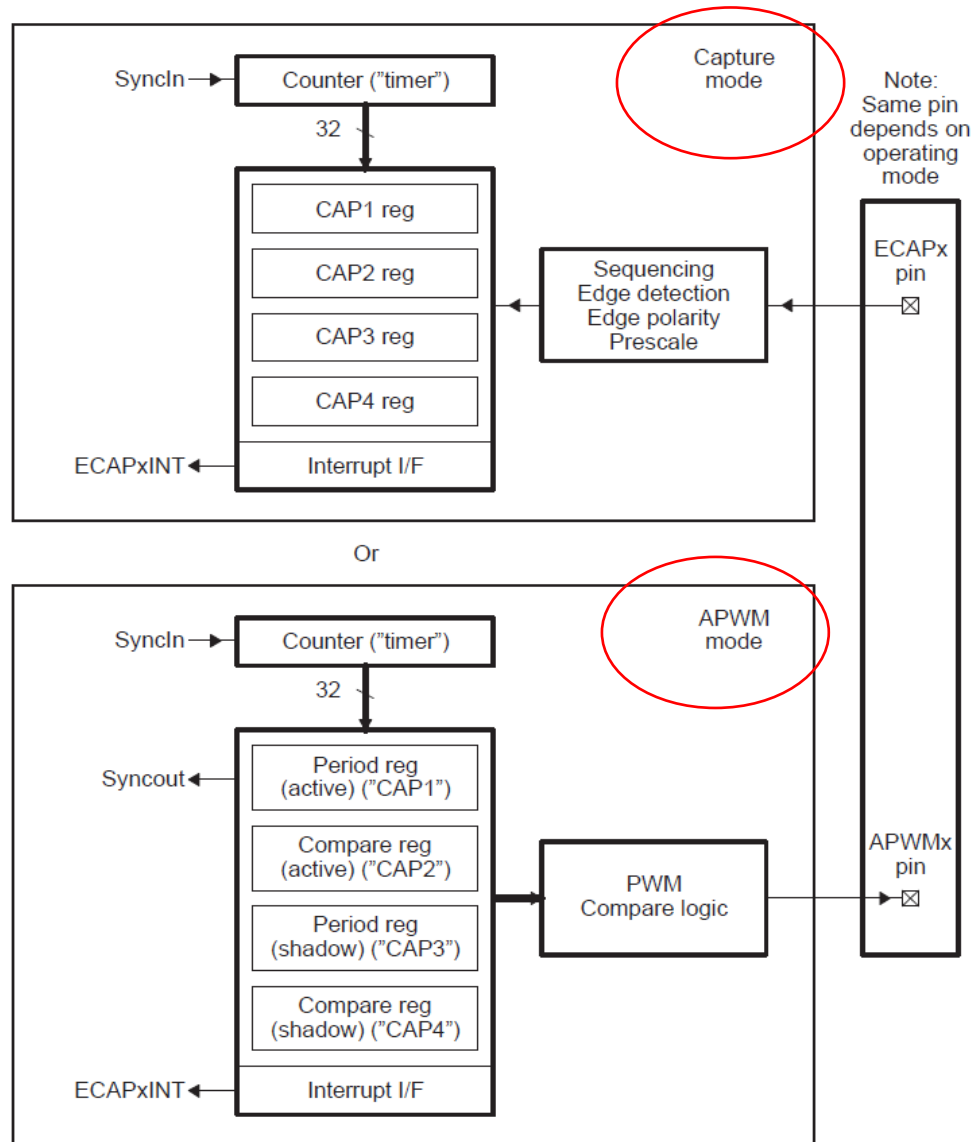 Capture
mode
SyncIn
Counter ("timer")
32
CAP1 reg
CAP2 reg
CAP3 reg
CAP4 reg
Interrupt I/F
ECAPxINT
Sequencing
Edge detection
Edge polarity
Prescale
Note:
Same pin
depends on
operating
mode
ECAPx
pin
Or
APWM
mode
SyncIn
Counter ("timer")
32
Syncout
Period reg
(active) ("CAP1")
Compare reg
(active) ("CAP2")
Period reg
(shadow) ("CAP3")
Compare reg
(shadow) ("CAP4")
Interrupt I/F
ECAPxINT
PWM
Compare logic
APWMx
pin